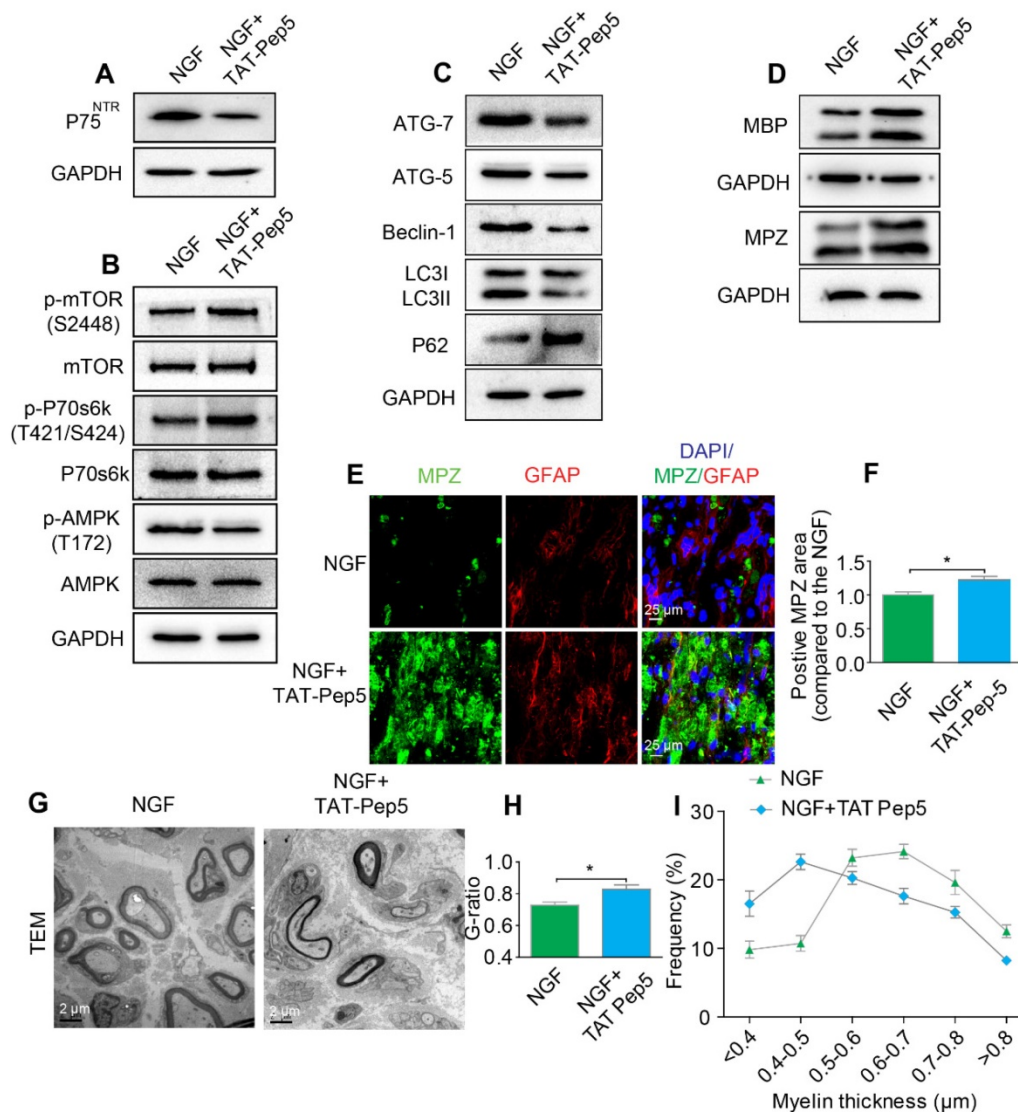 A
NGF
NGF+
TAT-Pep5
P75NTR
GAPDH
B
NGF
NGF+
TAT-Pep5
p-mTOR
(S2448)
mTOR
p-P70s6k
(T421/S424)
P70s6k
p-AMPK
(T172)
AMPK
GAPDH
C
NGF
NGF+
TAT-Pep5
ATG-7
ATG-5
Beclin-1
LC3I
LC3II
P62
GAPDH
D
NGF
NGF+
TAT-Pep5
MBP
GAPDH
MPZ
GAPDH
E
MPZ
GFAP
DAPI/
MPZ/GFAP
NGF
25 µm
NGF+
TAT-Pep5
25 µm
F
Postive MPZ area
(compared to the NGF)
1.5
1.0
0.5
0.0
*
NGF
NGF+
TAT-Pep-5
G
NGF
NGF+
TAT-Pep5
TEM
2 µm
2 µm
H
G-ratio
1.0
0.8
0.6
0.4
*
NGF
NGF+
TAT Pep5
I
NGF
NGF+TAT Pep5
Frequency (%)
30
20
10
0
<0.4
0.4-0.5
0.5-0.6
0.6-0.7
0.7-0.8
>0.8
Myelin thickness (µm)